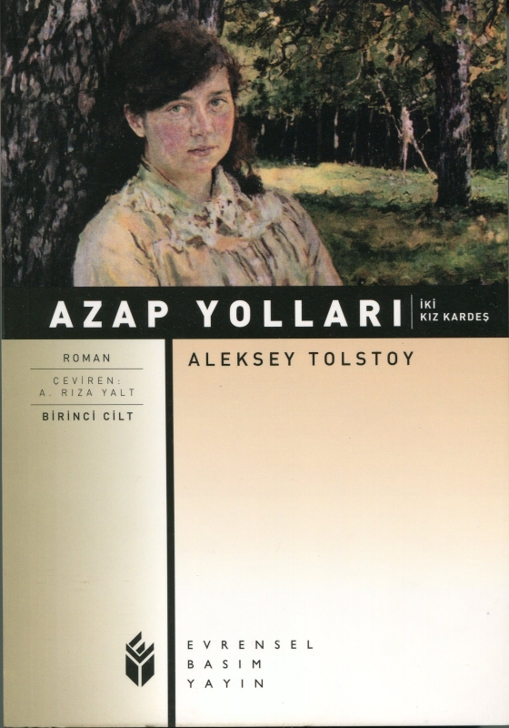 AZAP YOLLARI
İKİ
KIZ KARDEŞ
ROMAN
ÇEVİREN:
A. RIZA YALT
BİRİNCİ CİLT
ALEKSEY TOLSTOY
EVRENSEL
BASIM
YAYIN